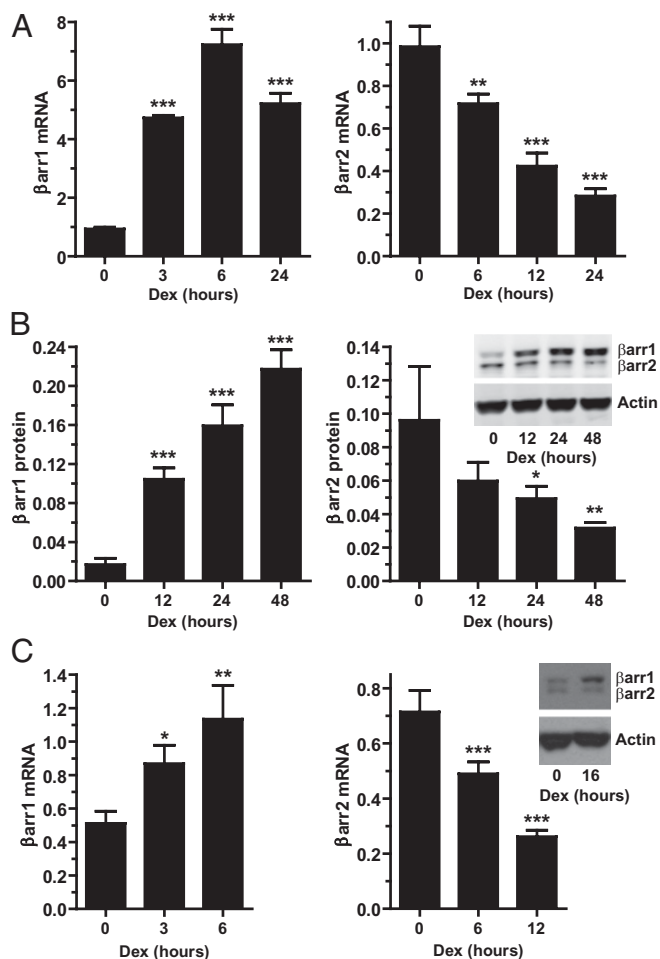 A
βarr1 mRNA
8
6
4
2
0
***
***
***
0 3 6 24
Dex (hours)
βarr2 mRNA
1.0
0.8
0.6
0.4
0.2
0.0
**
***
***
0 6 12 24
Dex (hours)
B
βarr1 protein
0.24
0.20
0.16
0.12
0.08
0.04
0.00
***
***
***
0 12 24 48
Dex (hours)
βarr2 protein
0.14
0.12
0.10
0.08
0.06
0.04
0.02
0.00
*
**
0 12 24 48
Dex (hours)
βarr1
βarr2
Actin
0 12 24 48
Dex (hours)
C
βarr1 mRNA
1.4
1.2
1.0
0.8
0.6
0.4
0.2
0.0
*
**
0 3 6
Dex (hours)
βarr2 mRNA
0.8
0.6
0.4
0.2
0.0
***
***
0 6 12
Dex (hours)
βarr1
βarr2
Actin
0 16
Dex (hours)